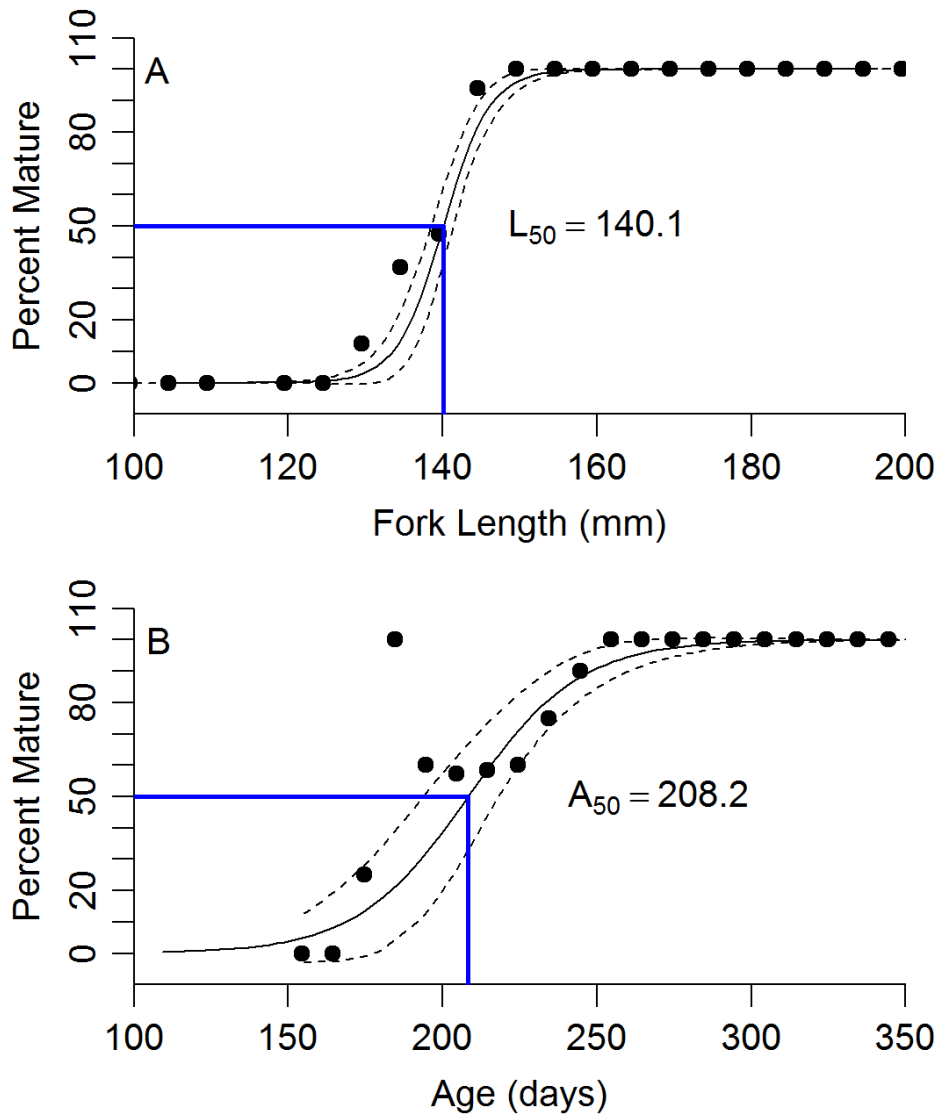 110
80
50
20
0
Percent Mature
A
L50 = 140.1
100 120 140 160 180 200
Fork Length (mm)
110
80
50
20
0
Percent Mature
B
A50 = 208.2
100 150 200 250 300 350
Age (days)